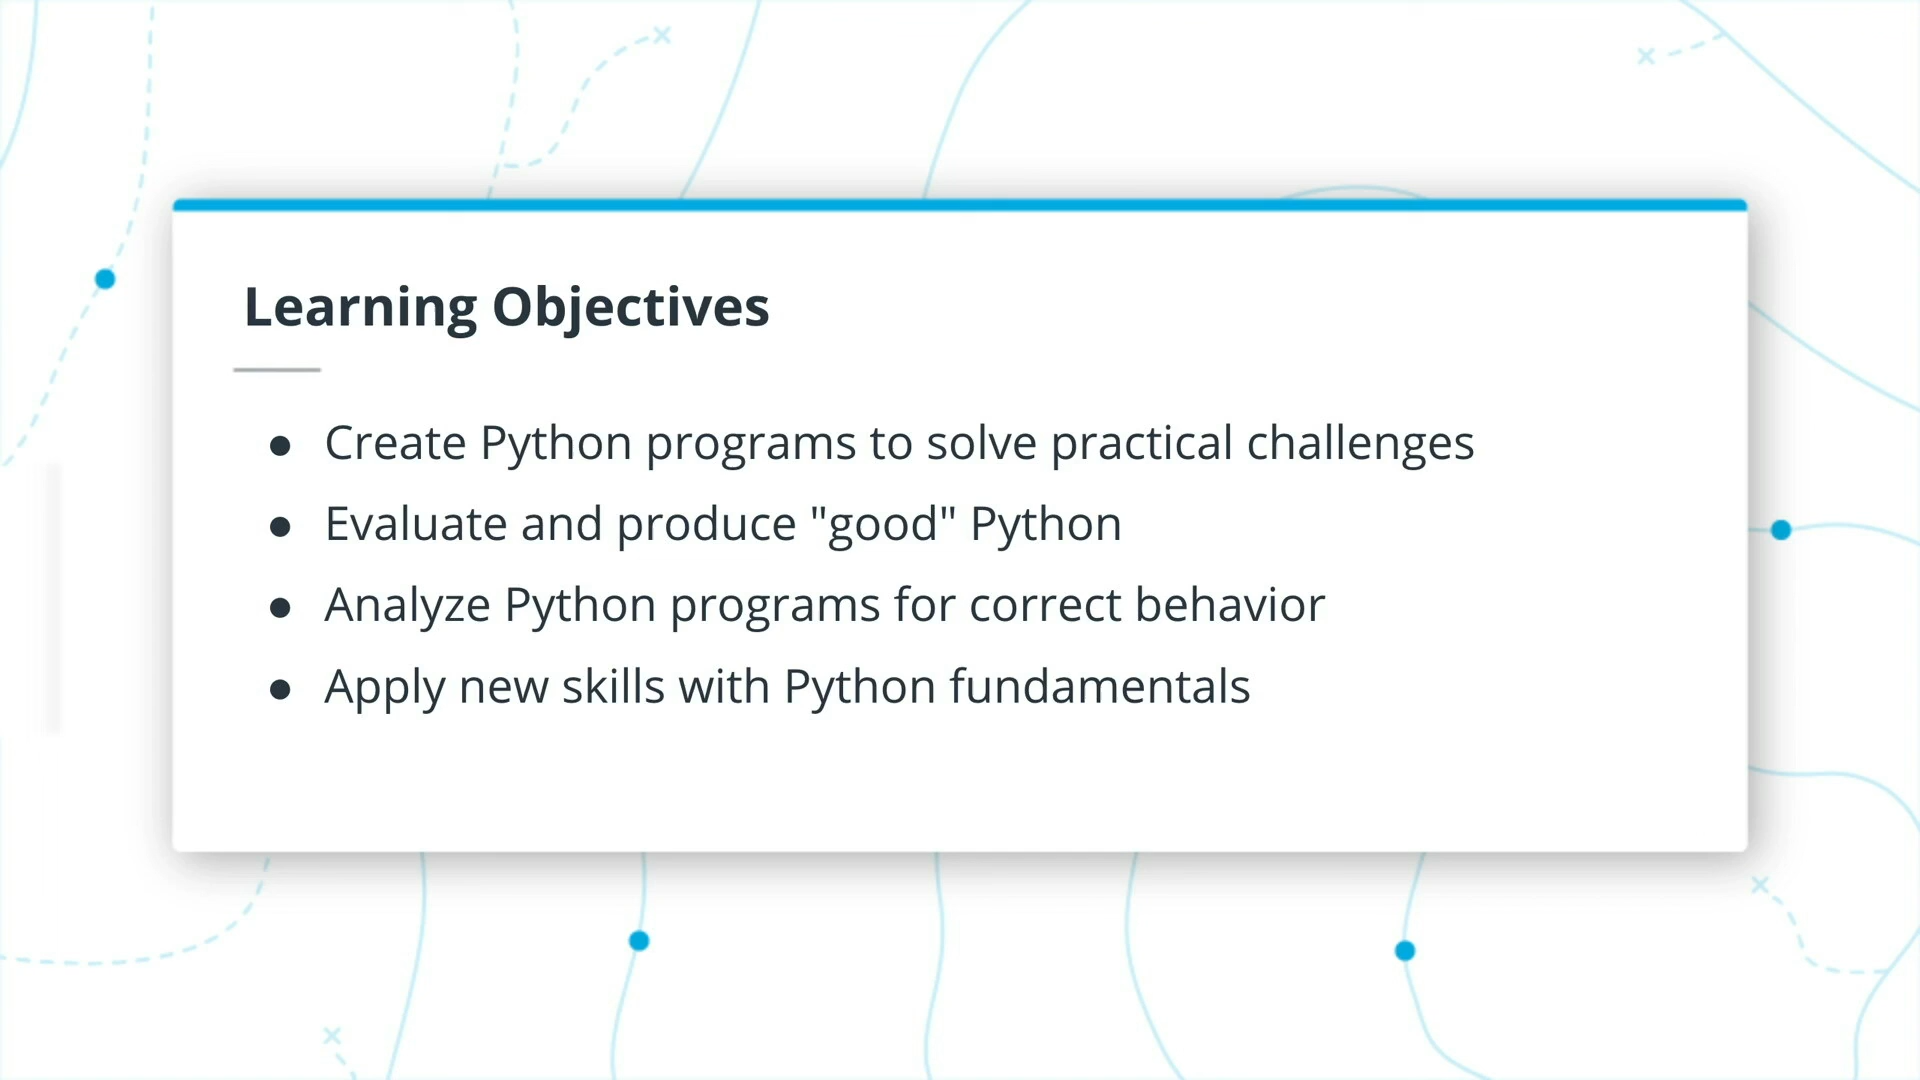 Learning Objectives
● Create Python programs to solve practical challenges
● Evaluate and produce "good" Python
● Analyze Python programs for correct behavior
● Apply new skills with Python fundamentals